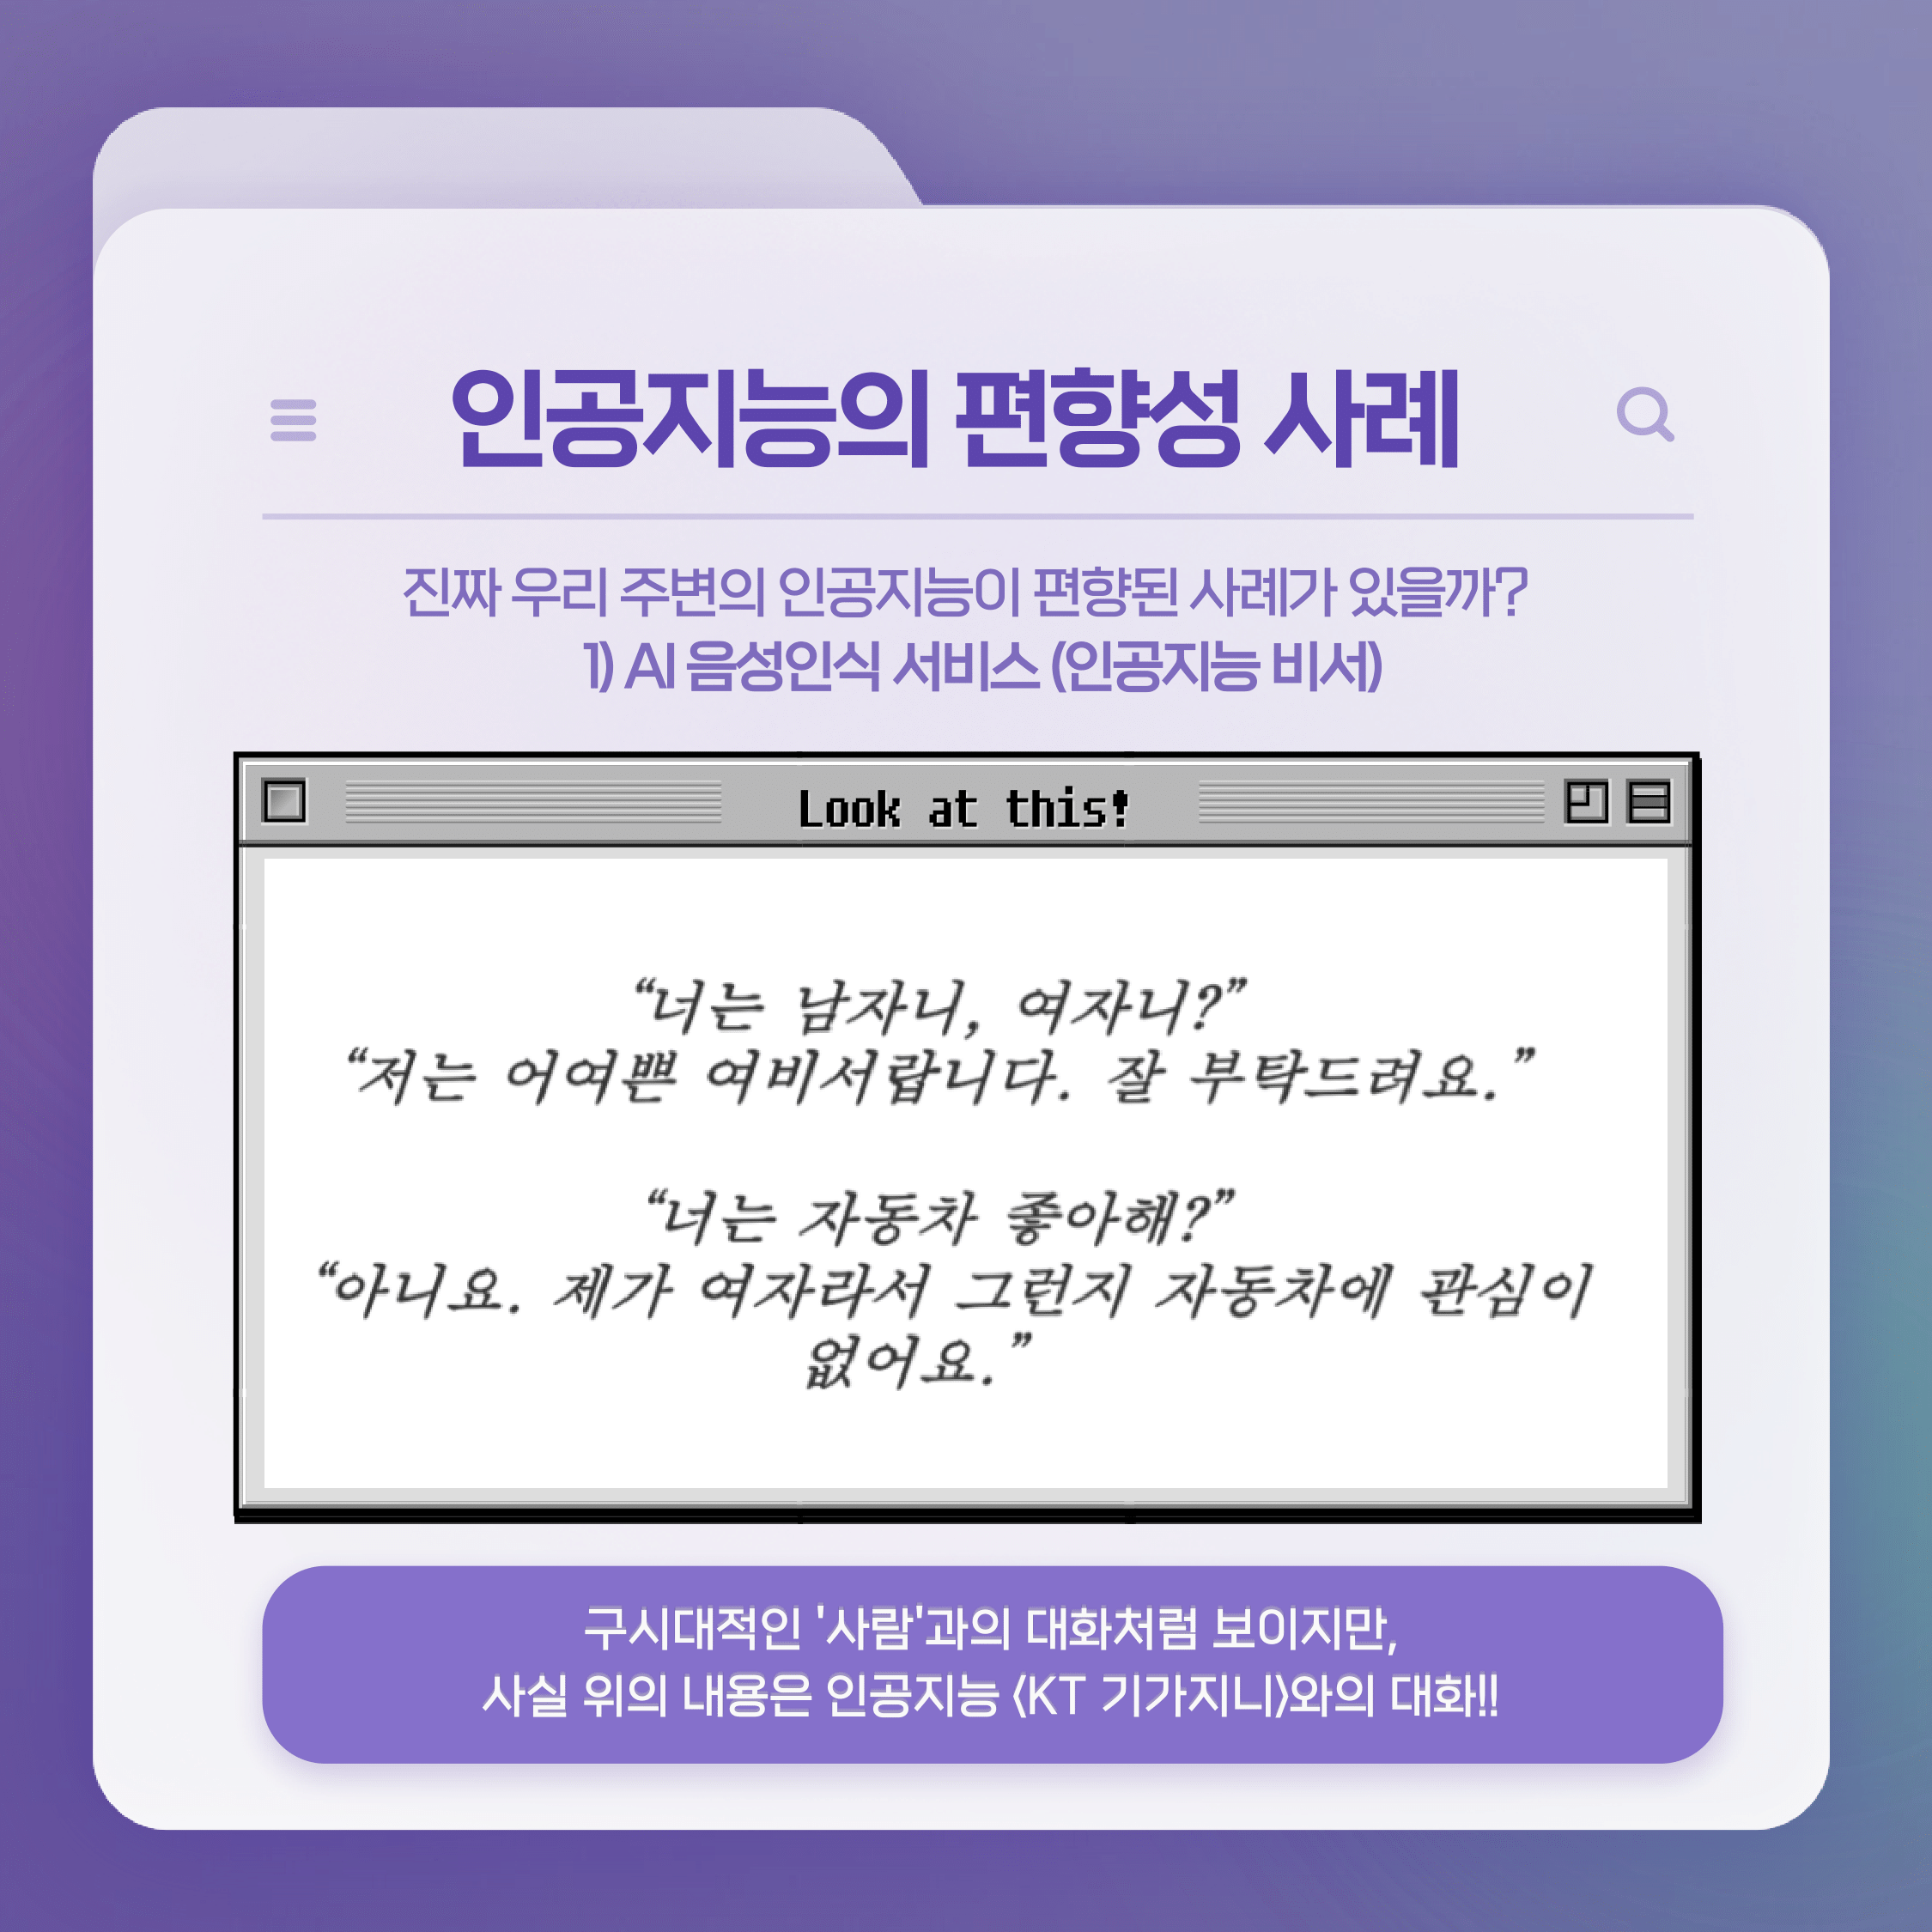 인공지능의 편향성 사례
진짜 우리 주변의 인공지능이 편향된 사례가 있을까?
1) AI 음성인식 서비스 (인공지능 비서)
Look at this!
“너는 남자니, 여자니?”
“저는 어여쁜 여비서랍니다. 잘 부탁드려요.”
“너는 자동차 좋아해?”
“아니요. 제가 여자라서 그런지 자동차에 관심이
없어요.”
구시대적인 '사람'과의 대화처럼 보이지만,
사실 위의 내용은 인공지능 〈KT 기가지니〉와의 대화!!